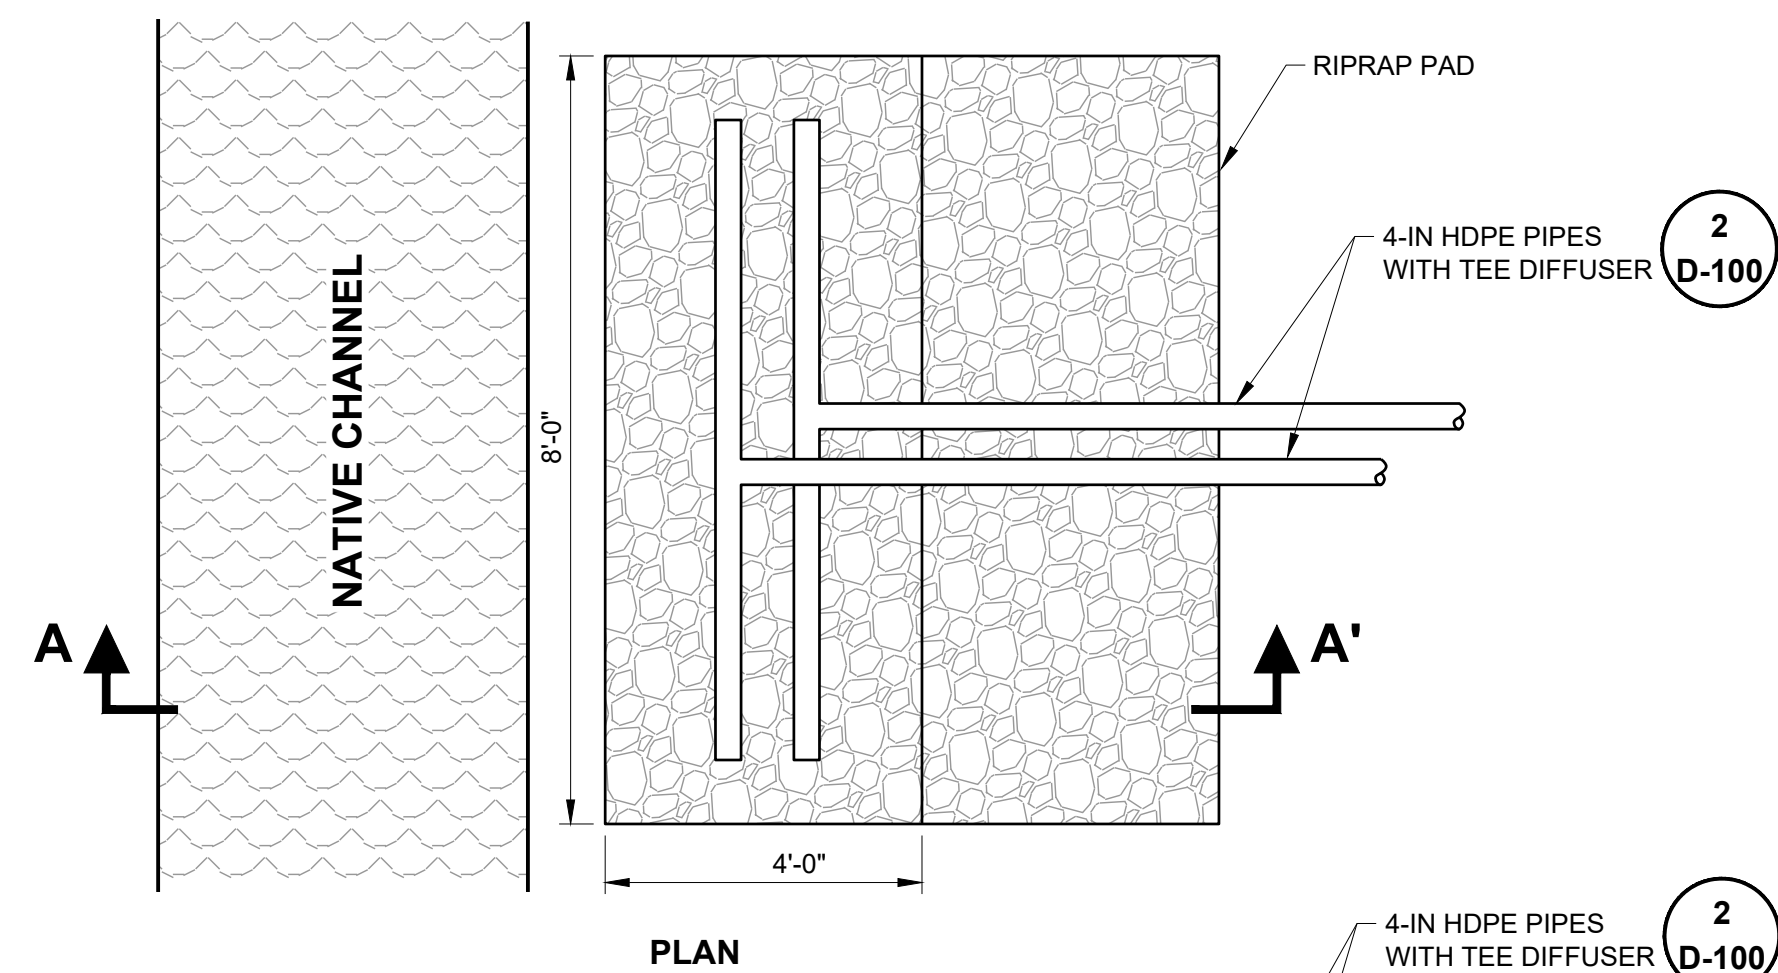 RIPRAP PAD
4-IN HDPE PIPES
WITH TEE DIFFUSER
2
D-100
NATIVE CHANNEL
8'-0"
A
A'
4'-0"
PLAN
4-IN HDPE PIPES
WITH TEE DIFFUSER
2
D-100